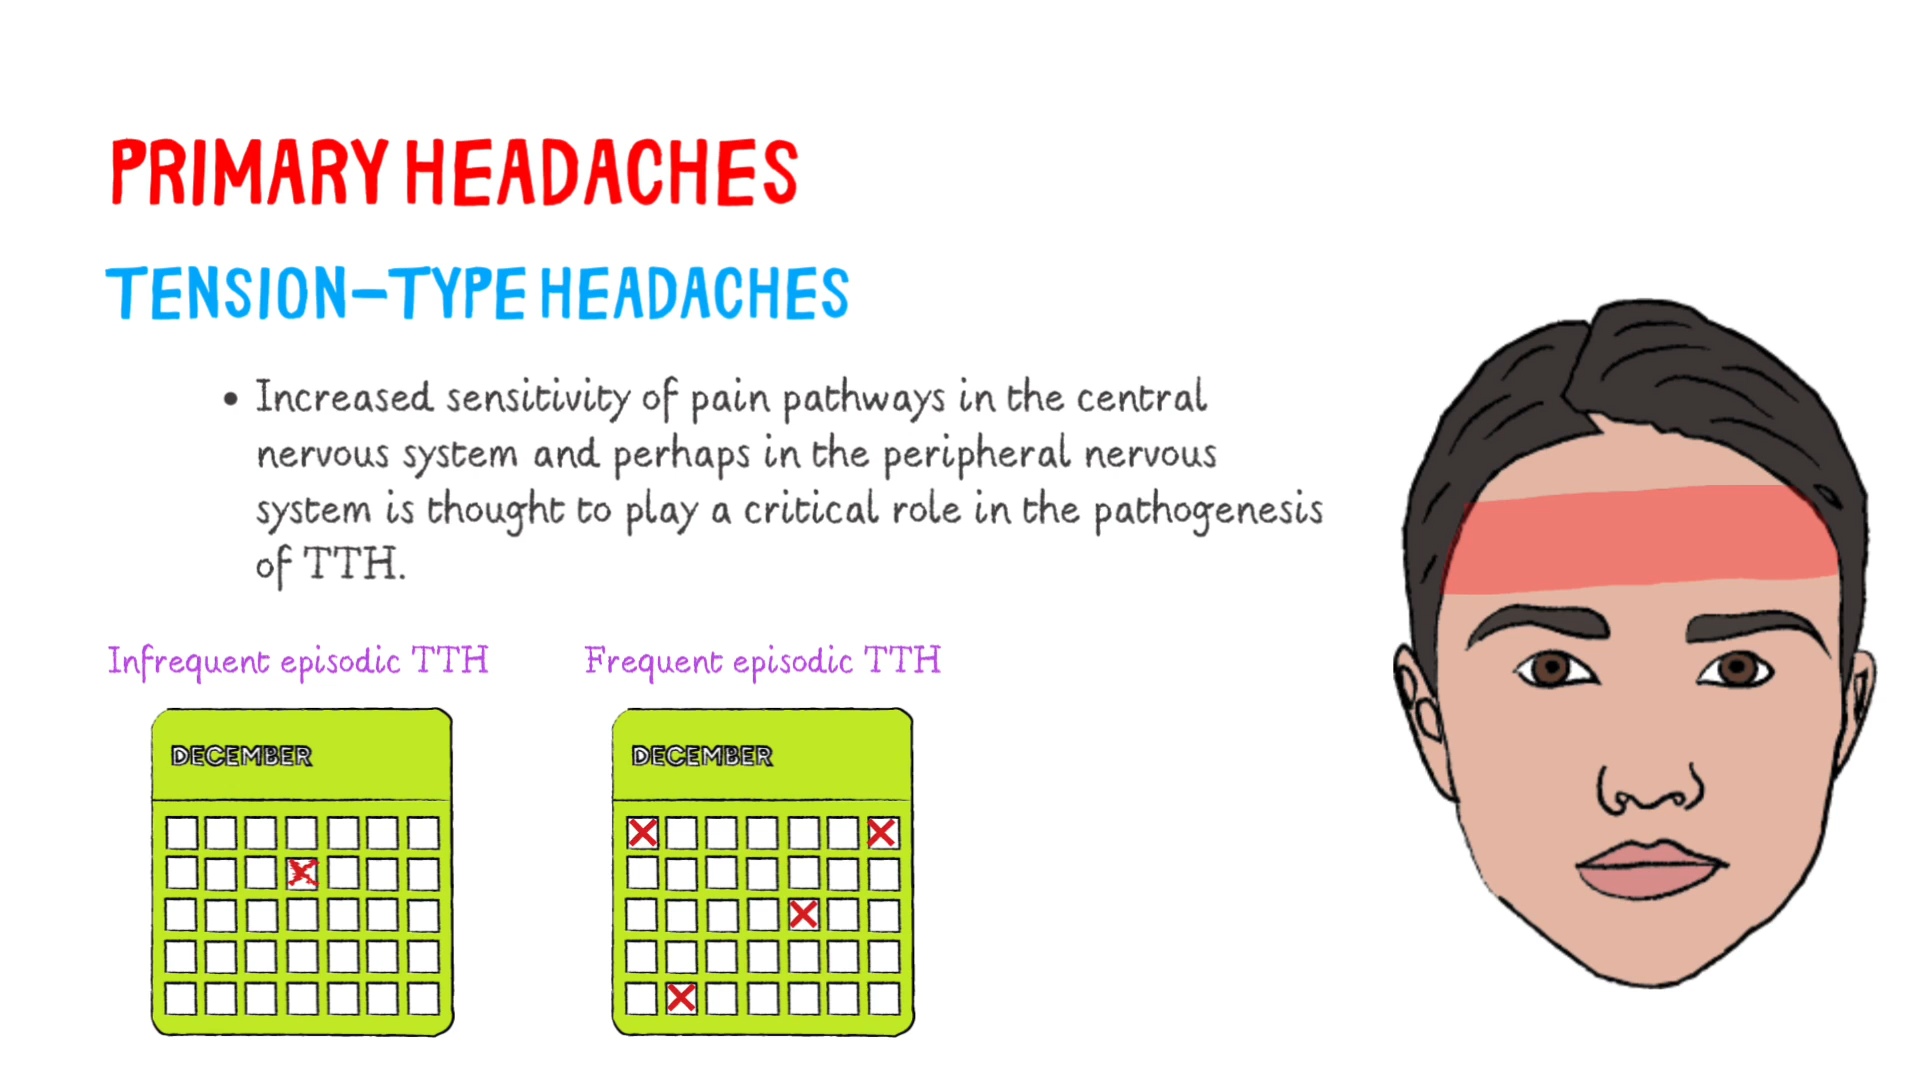 PRIMARY HEADACHES
TENSION-TYPE HEADACHES
• Increased sensitivity of pain pathways in the central
nervous system and perhaps in the peripheral nervous
system is thought to play a critical role in the pathogenesis
of TTH.
Infrequent episodic TTH
Frequent episodic TTH
DECEMBER
DECEMBER